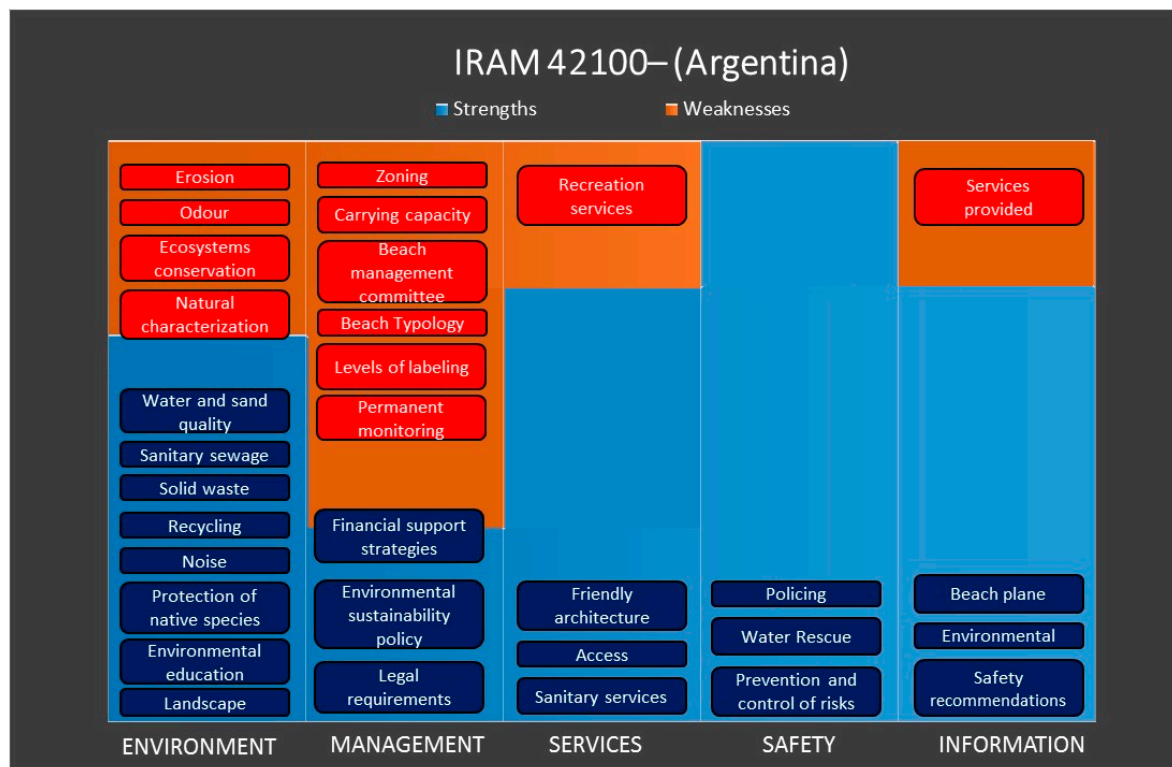 IRAM 42100– (Argentina)
Strengths
Weaknesses
Erosion
Odour
Ecosystems
conservation
Natural
characterization
Water and sand
quality
Sanitary sewage
Solid waste
Recycling
Noise
Protection of
native species
Environmental
education
Landscape
ENVIRONMENT
Zoning
Carrying capacity
Beach
management
committee
Beach Typology
Levels of labeling
Permanent
monitoring
Financial support
strategies
Environmental
sustainability
policy
Legal
requirements
MANAGEMENT
Recreation
services
Friendly
architecture
Access
Sanitary services
SERVICES
Policing
Water Rescue
Prevention and
control of risks
SAFETY
Services
provided
Beach plane
Environmental
Safety
recommendations
INFORMATION